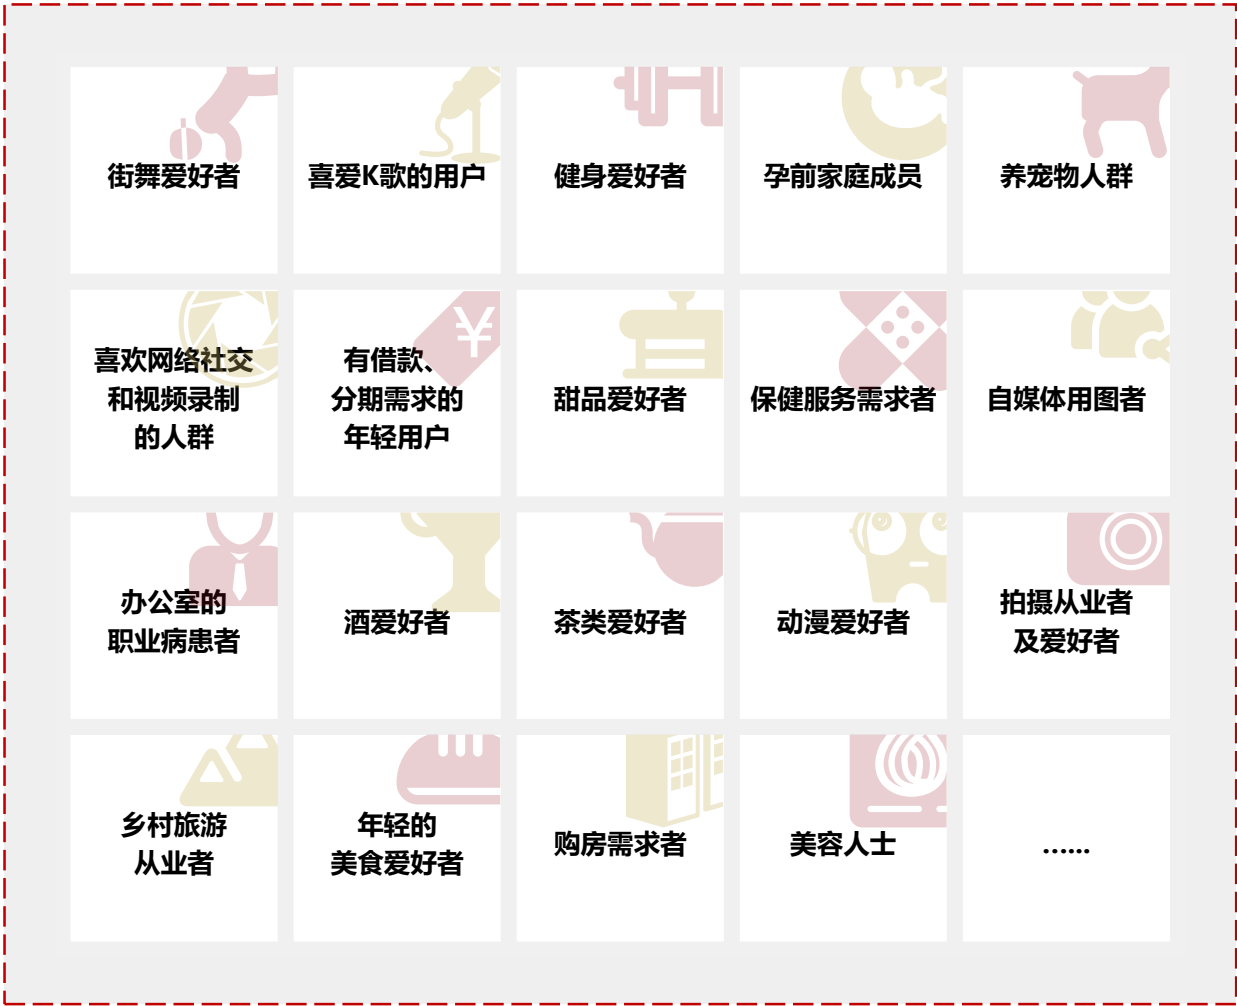 街舞爱好者
喜爱K歌的用户
健身爱好者
孕前家庭成员
养宠物人群
喜欢网络社交
和视频录制
的人群
有借款、
分期需求的
年轻用户
¥
甜品爱好者
保健服务需求者
自媒体用图者
办公室的
职业病患者
酒爱好者
茶类爱好者
动漫爱好者
拍摄从业者
及爱好者
乡村旅游
从业者
年轻的
美食爱好者
购房需求者
美容人士
……